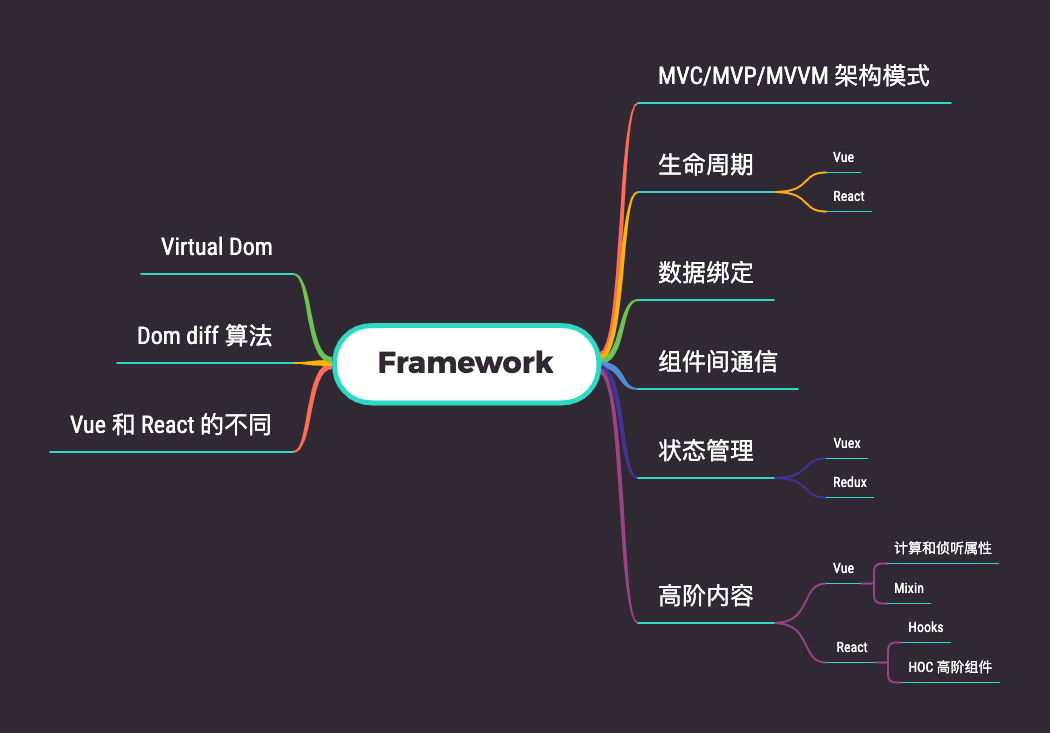 MVC/MVP/MVVM 架构模式
生命周期
Vue
React
数据绑定
组件间通信
状态管理
Vuex
Redux
高阶内容
Vue
计算和侦听属性
Mixin
React
Hooks
HOC 高阶组件
Framework
Virtual Dom
Dom diff 算法
Vue 和 React 的不同